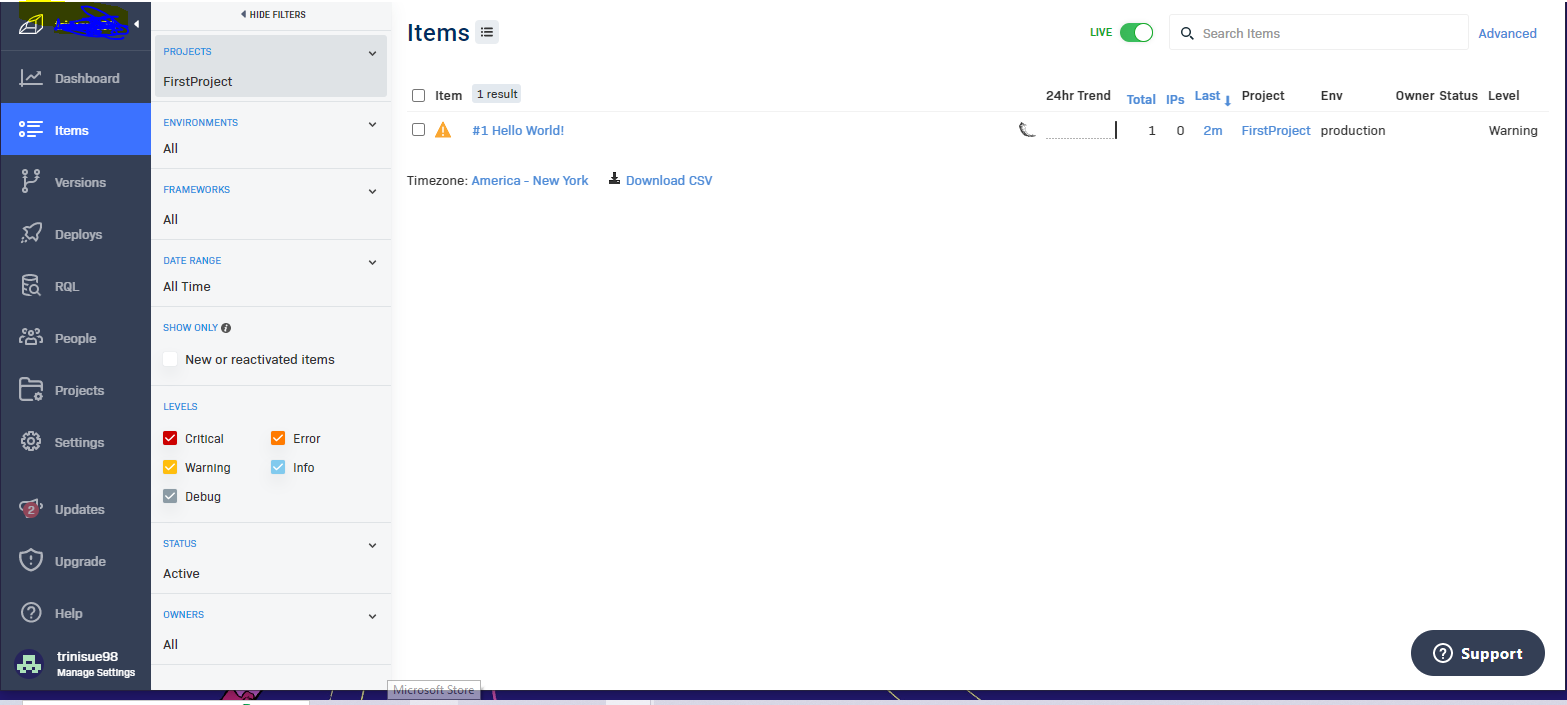 HIDE FILTERS
PROJECTS
FirstProject
ENVIRONMENTS
All
FRAMEWORKS
All
DATE RANGE
All Time
SHOW ONLY
New or reactivated items
LEVELS
Critical Error
Warning Info
Debug
STATUS
Active
OWNERS
All
Dashboard
Items
Versions
Deploys
RQL
People
Projects
Settings
2 Updates
Upgrade
Help
trinisue98
Manage Settings
Items
LIVE
Search Items
Advanced
Item 1 result 24hr Trend Total IPs Last Project Env Owner Status Level
#1 Hello World! 1 0 2m FirstProject production Warning
Timezone: America - New York Download CSV
Support
Microsoft Store